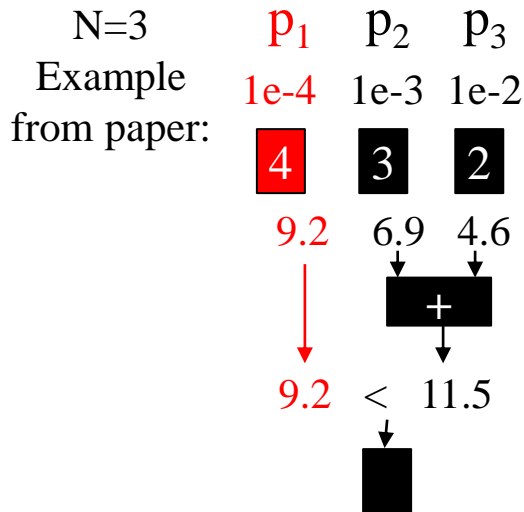 N=3 p₁ p₂ p₃
Example 1e-4 1e-3 1e-2
from paper:
4 3 2
9.2 6.9 4.6
+
9.2 < 11.5